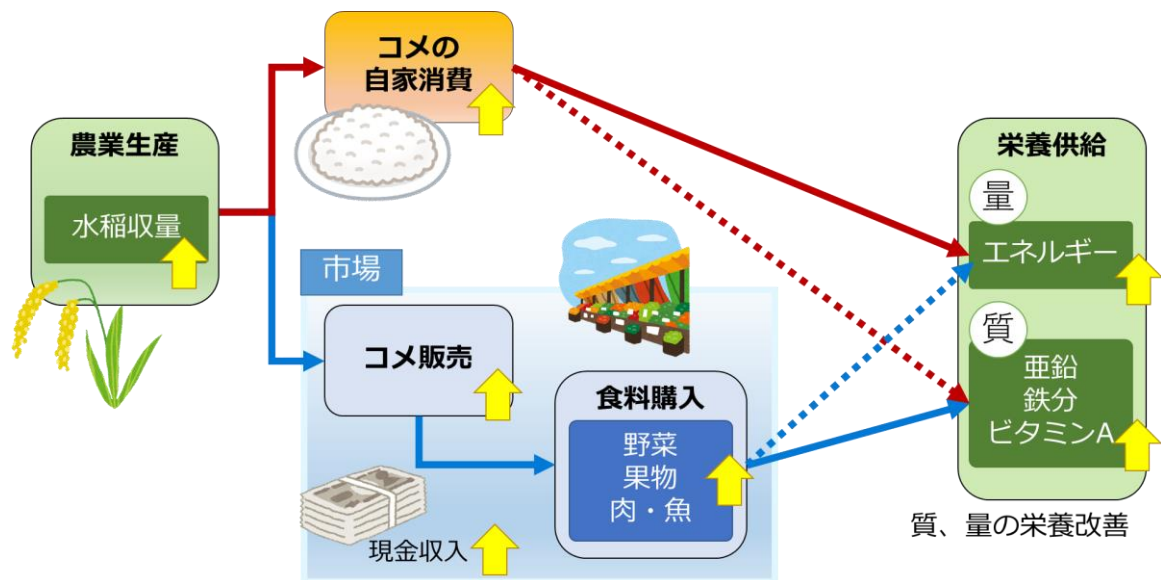 農業生産
水稲収量
コメの
自家消費
市場
コメ販売
現金収入
食料購入
野菜
果物
肉・魚
栄養供給
量
エネルギー
質
亜鉛
鉄分
ビタミンA
質、量の栄養改善